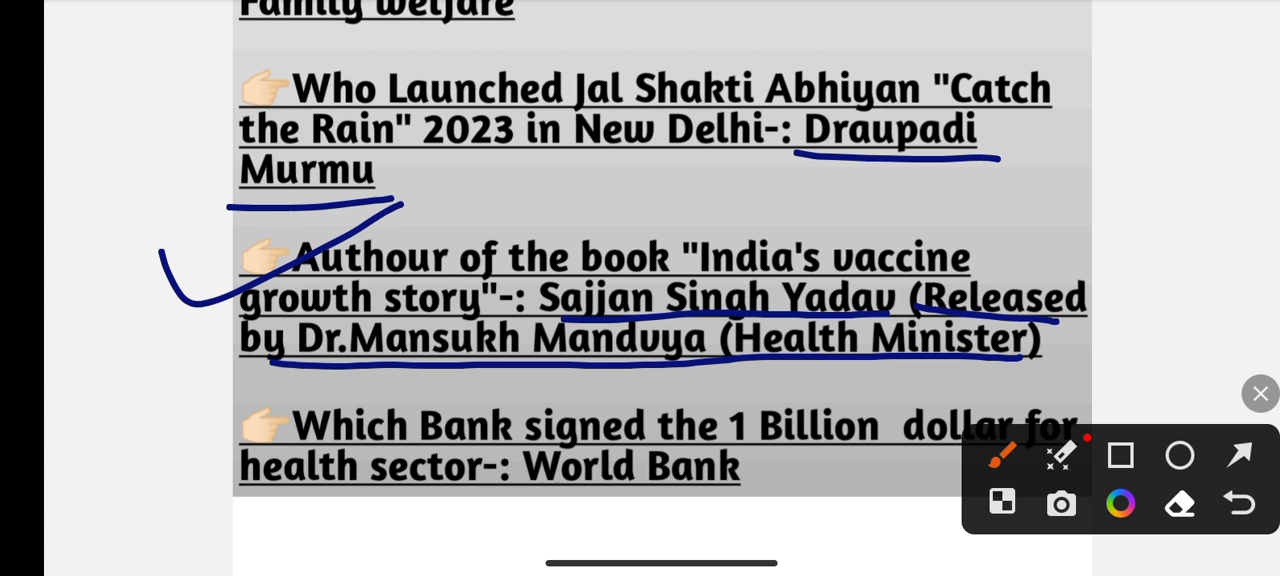 Family welfare
👉🏻Who Launched Jal Shakti Abhiyan "Catch
the Rain" 2023 in New Delhi-: Draupadi
Murmu
👉🏻Authour of the book "India's vaccine
growth story"-: Sajjan Singh Yadav (Released
by Dr.Mansukh Mandvya (Health Minister)
👉🏻Which Bank signed the 1 Billion dollar for
health sector-: World Bank